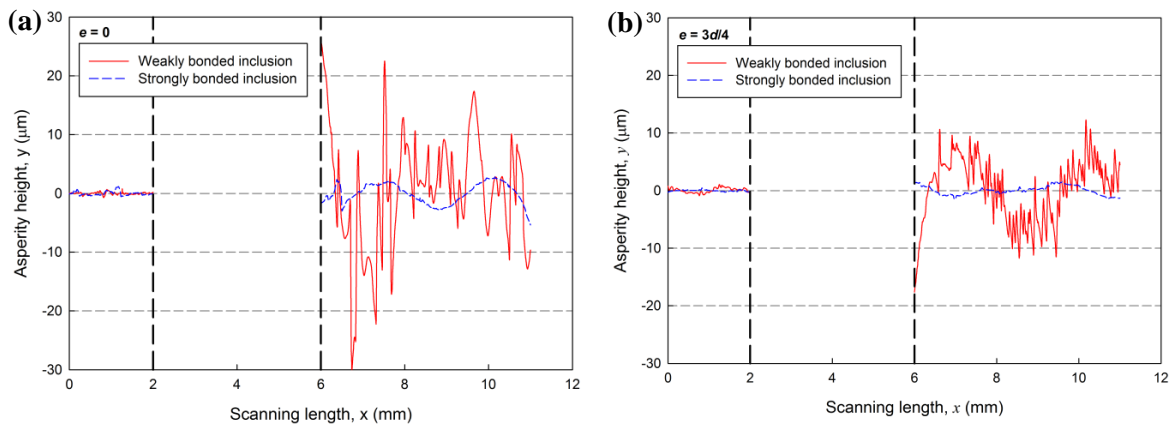 (a)
e = 0
Weakly bonded inclusion
Strongly bonded inclusion
Asperity height, y (μm)
30
20
10
0
-10
-20
-30
0 2 4 6 8 10 12
Scanning length, x (mm)
(b)
e = 3d/4
Weakly bonded inclusion
Strongly bonded inclusion
Asperity height, y (μm)
30
20
10
0
-10
-20
-30
0 2 4 6 8 10 12
Scanning length, x (mm)